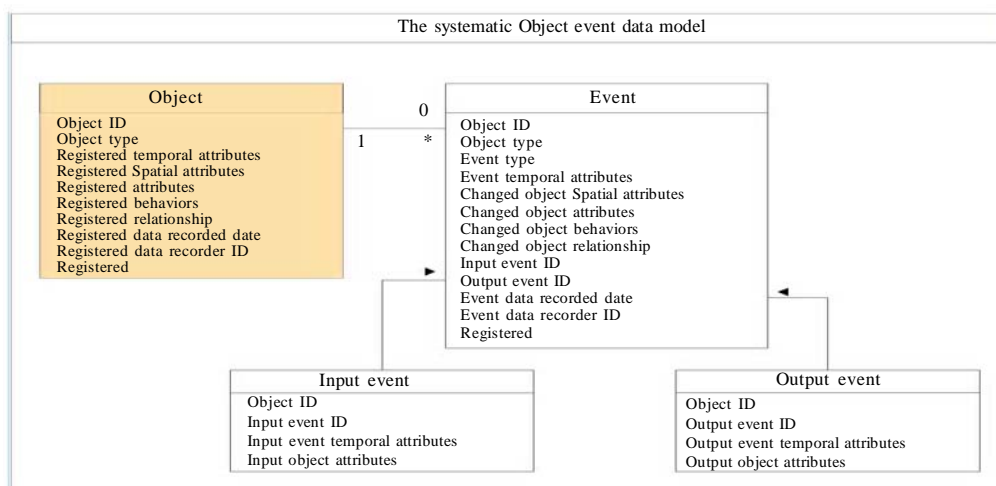 The systematic Object event data model
Object
Object ID
Object type
Registered temporal attributes
Registered Spatial attributes
Registered attributes
Registered behaviors
Registered relationship
Registered data recorded date
Registered data recorder ID
Registered
1
0
*
Event
Object ID
Object type
Event type
Event temporal attributes
Changed object Spatial attributes
Changed object attributes
Changed object behaviors
Changed object relationship
Input event ID
Output event ID
Event data recorded date
Event data recorder ID
Registered
Input event
Object ID
Input event ID
Input event temporal attributes
Input object attributes
Output event
Object ID
Output event ID
Output event temporal attributes
Output object attributes